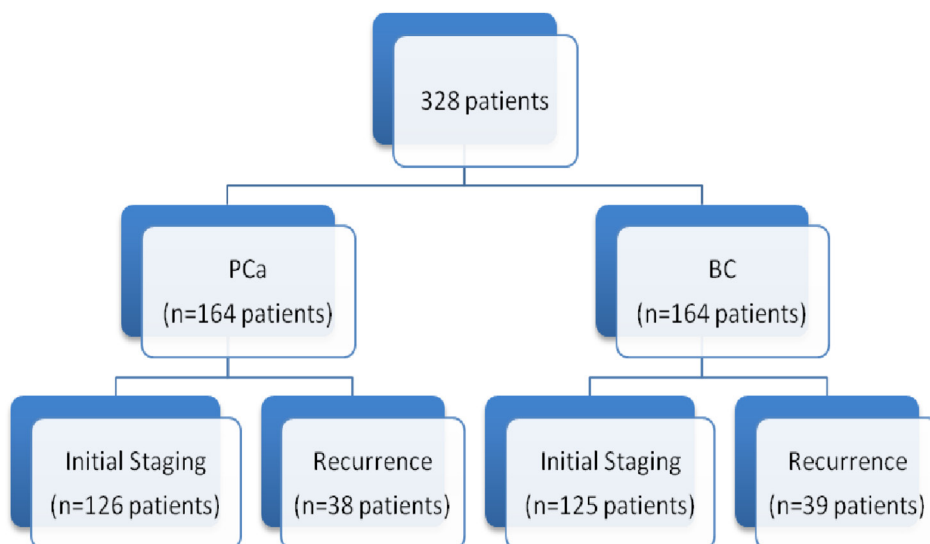 328 patients
PCa
(n=164 patients)
BC
(n=164 patients)
Initial Staging
(n=126 patients)
Recurrence
(n=38 patients)
Initial Staging
(n=125 patients)
Recurrence
(n=39 patients)